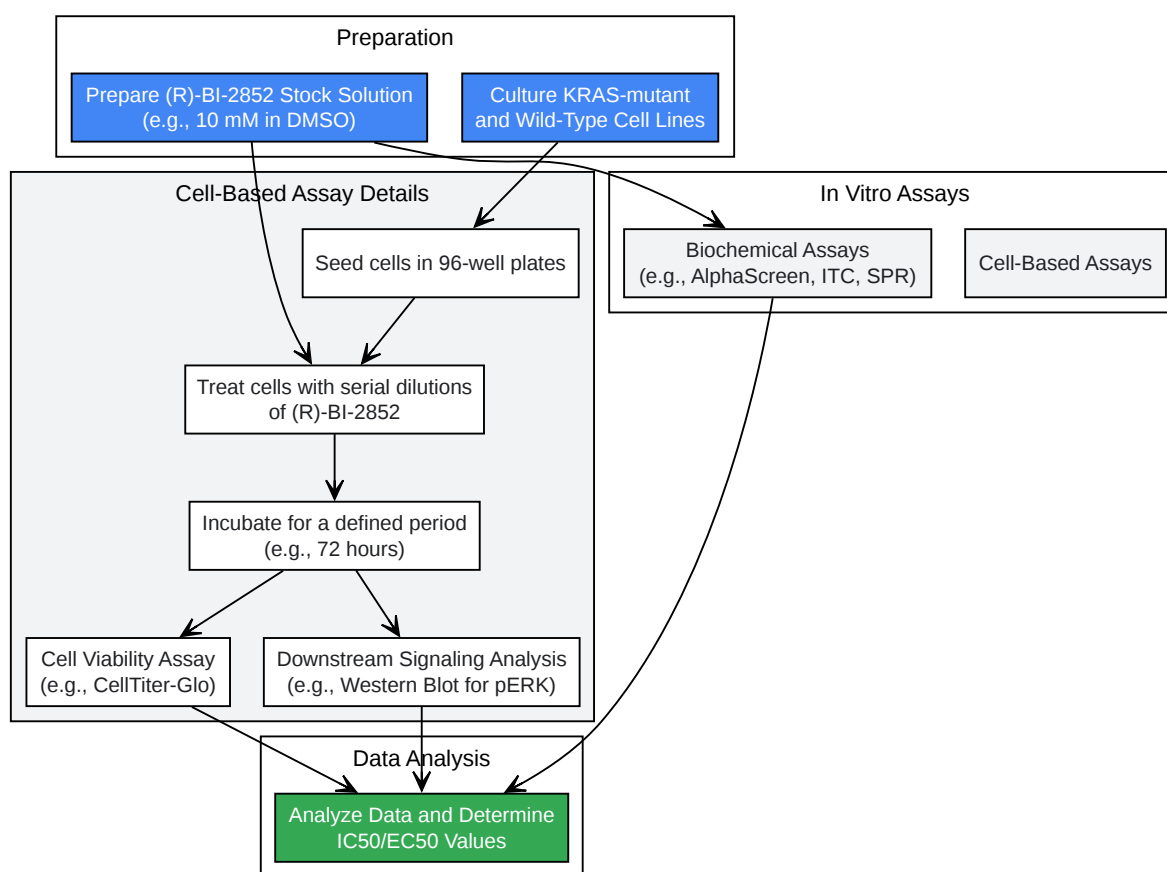 Preparation
Prepare (R)-BI-2852 Stock Solution
(e.g., 10 mM in DMSO)
Culture KRAS-mutant
and Wild-Type Cell Lines
Cell-Based Assay Details
Seed cells in 96-well plates
Treat cells with serial dilutions
of (R)-BI-2852
Incubate for a defined period
(e.g., 72 hours)
Cell Viability Assay
(e.g., CellTiter-Glo)
Downstream Signaling Analysis
(e.g., Western Blot for pERK)
In Vitro Assays
Biochemical Assays
(e.g., AlphaScreen, ITC, SPR)
Cell-Based Assays
Data Analysis
Analyze Data and Determine
IC50/EC50 Values